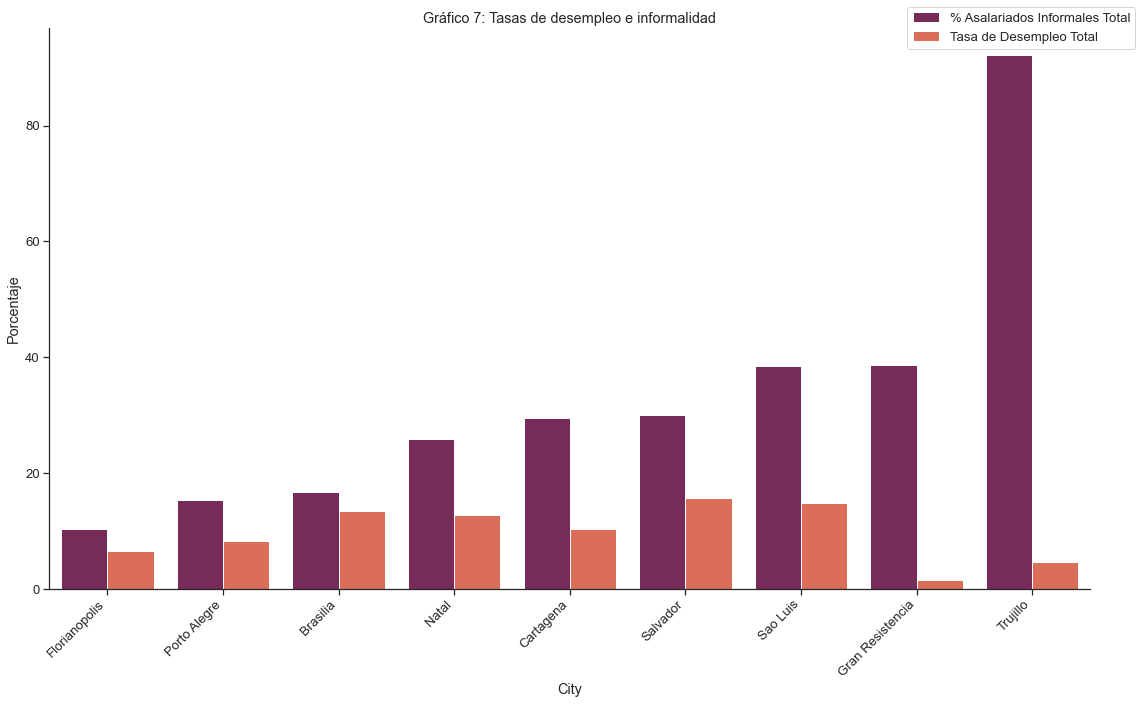 Gráfico 7: Tasas de desempleo e informalidad
% Asalariados Informales Total
Tasa de Desempleo Total
Porcentaje
80
60
40
20
0
Florianopolis
Porto Alegre
Brasilia
Natal
Cartagena
Salvador
Sao Luis
Gran Resistencia
Trujillo
City